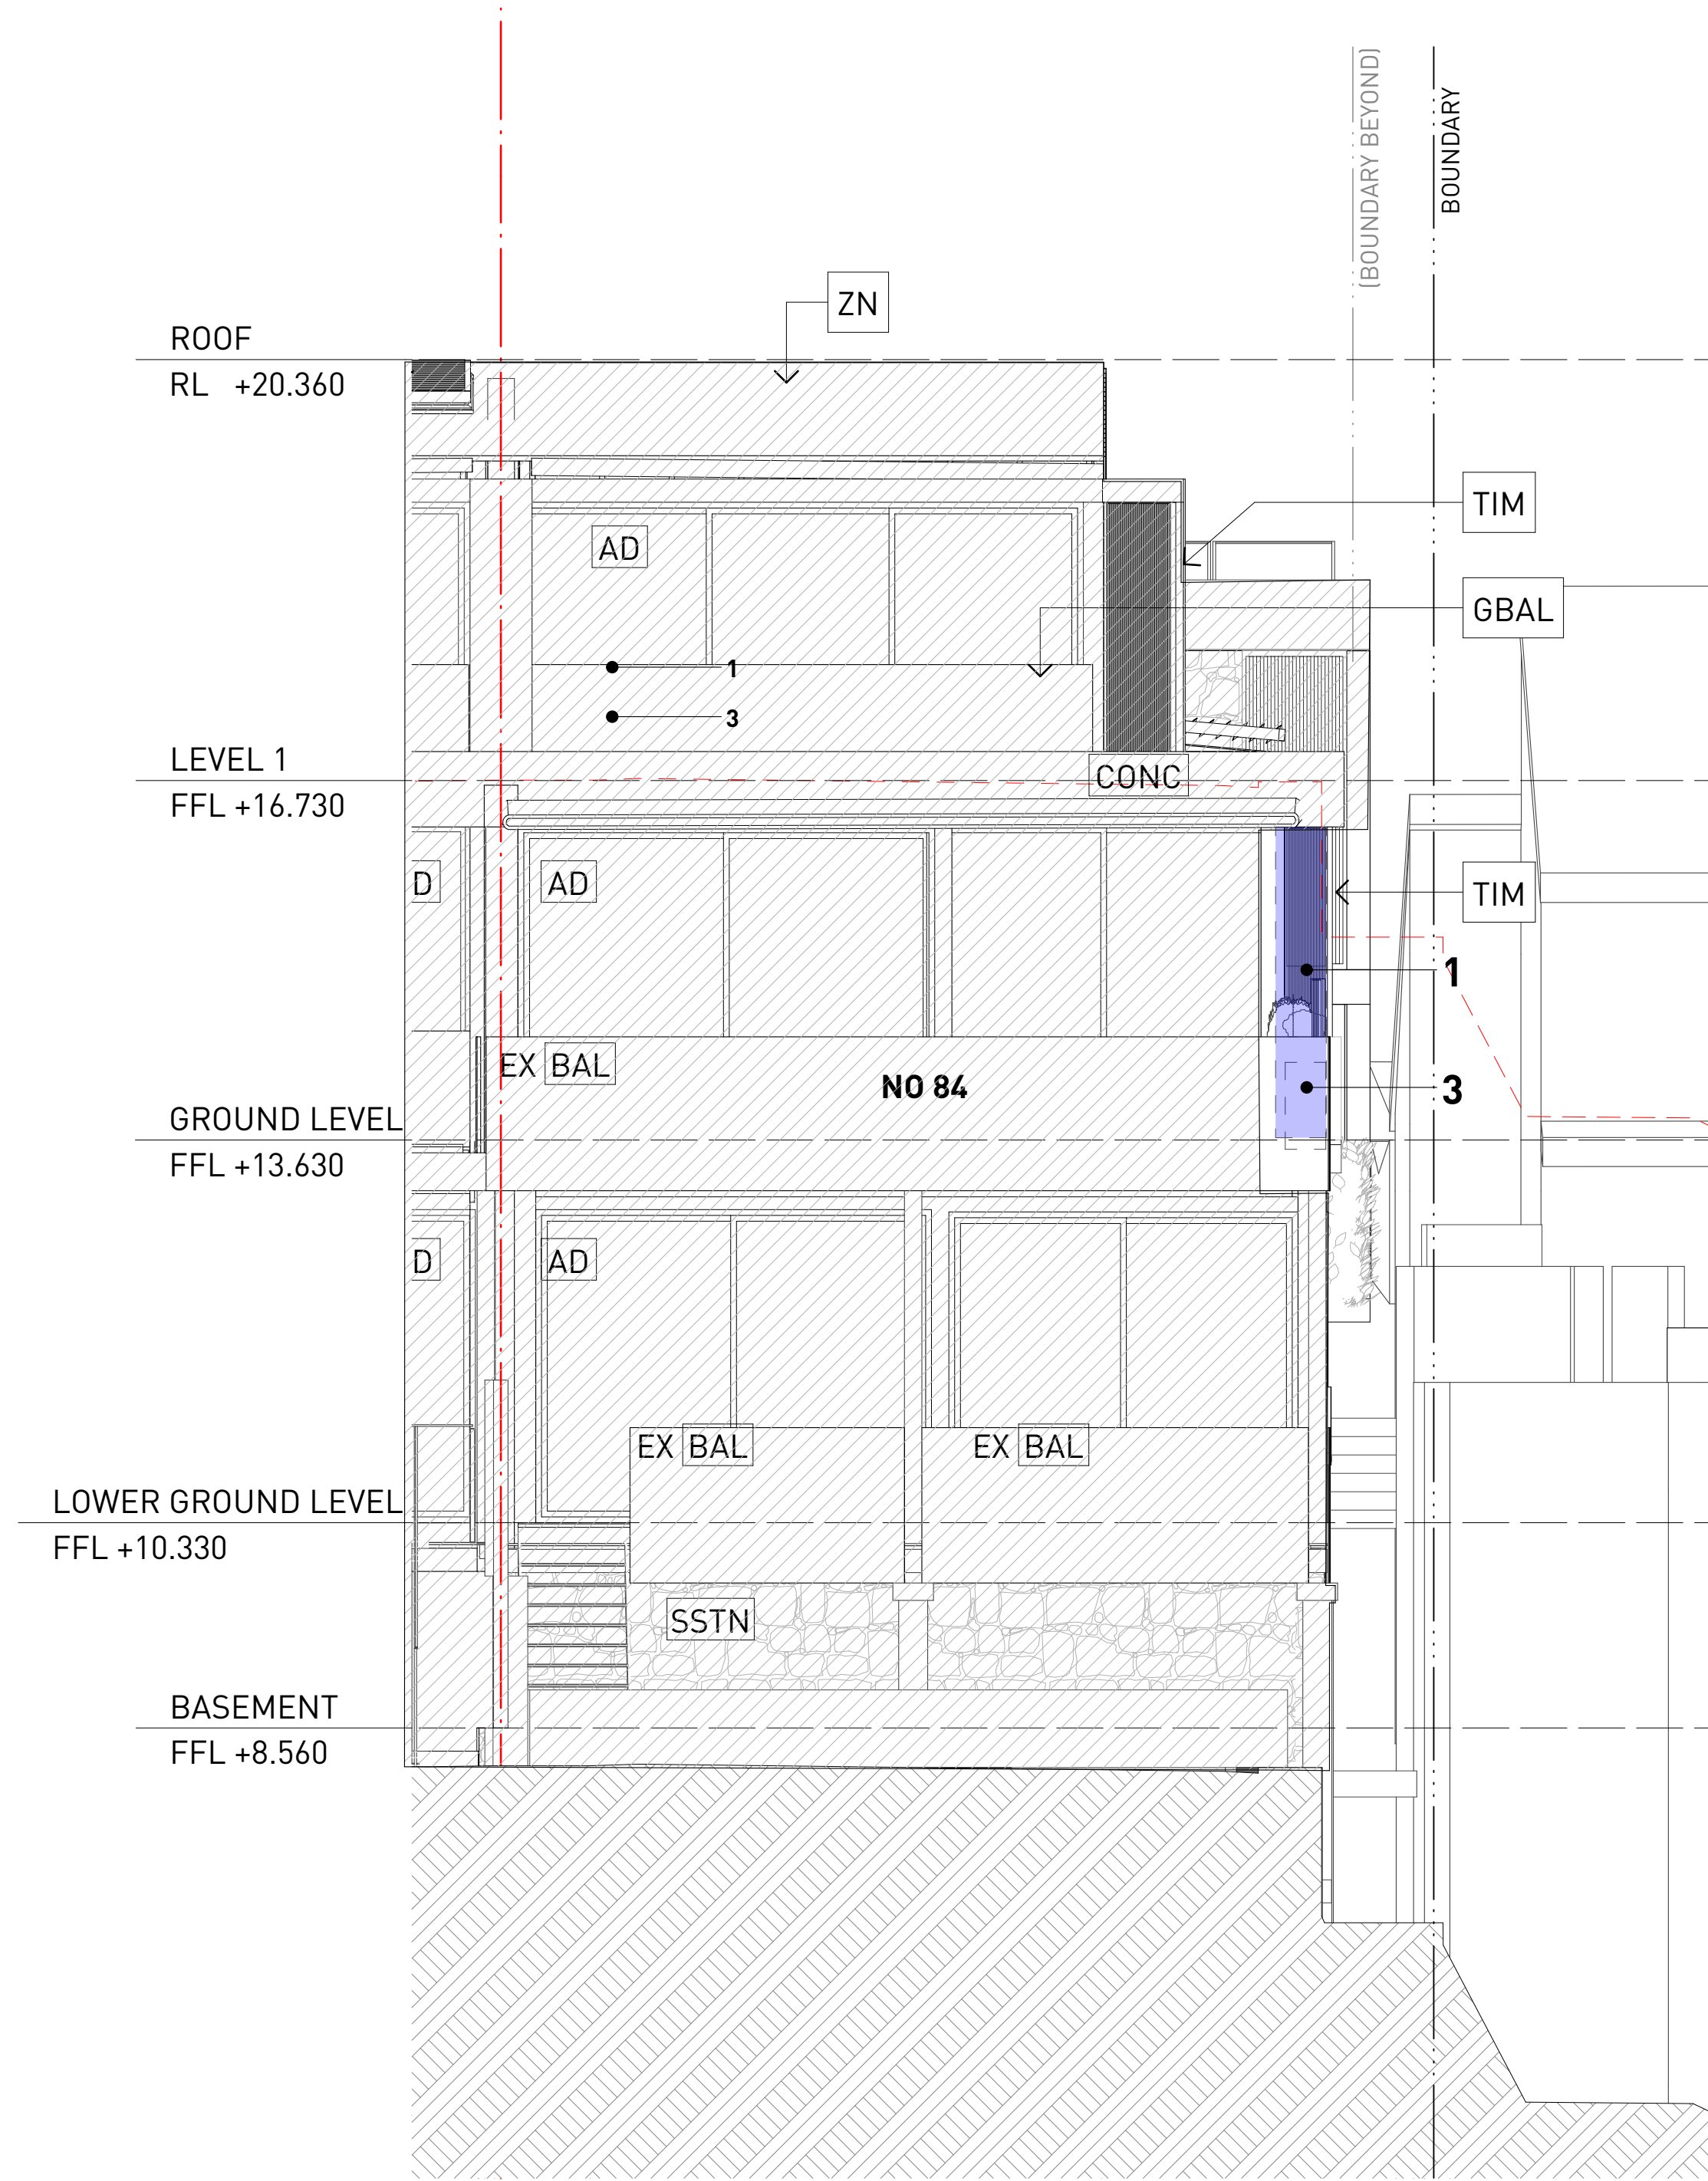 (BOUNDARY BEYOND)
BOUNDARY
ZN
ROOF
RL +20.360
TIM
AD
GBAL
1
3
LEVEL 1
FFL +16.730
CONC
D
AD
TIM
1
EX BAL
NO 84
3
GROUND LEVEL
FFL +13.630
D
AD
EX BAL
EX BAL
LOWER GROUND LEVEL
FFL +10.330
SSTN
BASEMENT
FFL +8.560